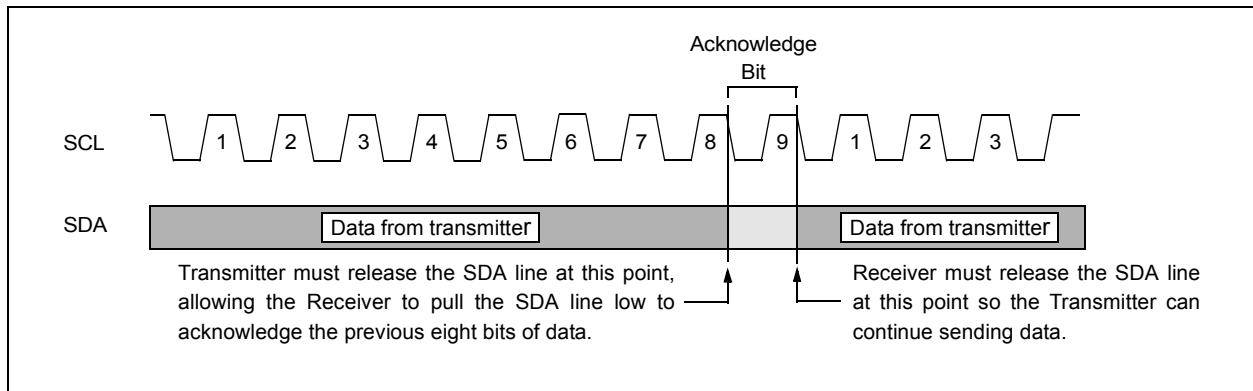 Acknowledge
Bit
SCL
1 2 3 4 5 6 7 8 9 1 2 3
SDA
Data from transmitter
Data from transmitter
Transmitter must release the SDA line at this point,
allowing the Receiver to pull the SDA line low to
acknowledge the previous eight bits of data.
Receiver must release the SDA line
at this point so the Transmitter can
continue sending data.